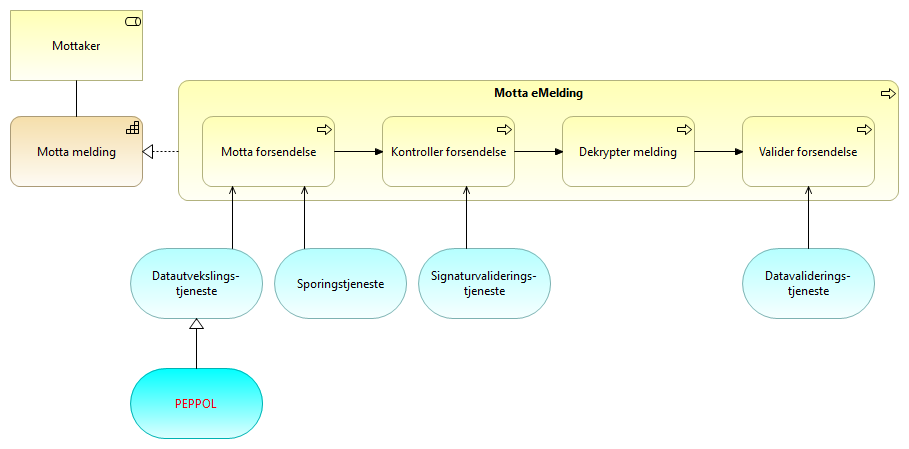 Mottaker
Motta eMelding
Motta melding
Motta forsendelse
Kontroller forsendelse
Dekrypter melding
Valider forsendelse
Datautvekslings-
tjeneste
Sporingstjeneste
Signaturvaliderings-
tjeneste
Datavaliderings-
tjeneste
PEPPOL